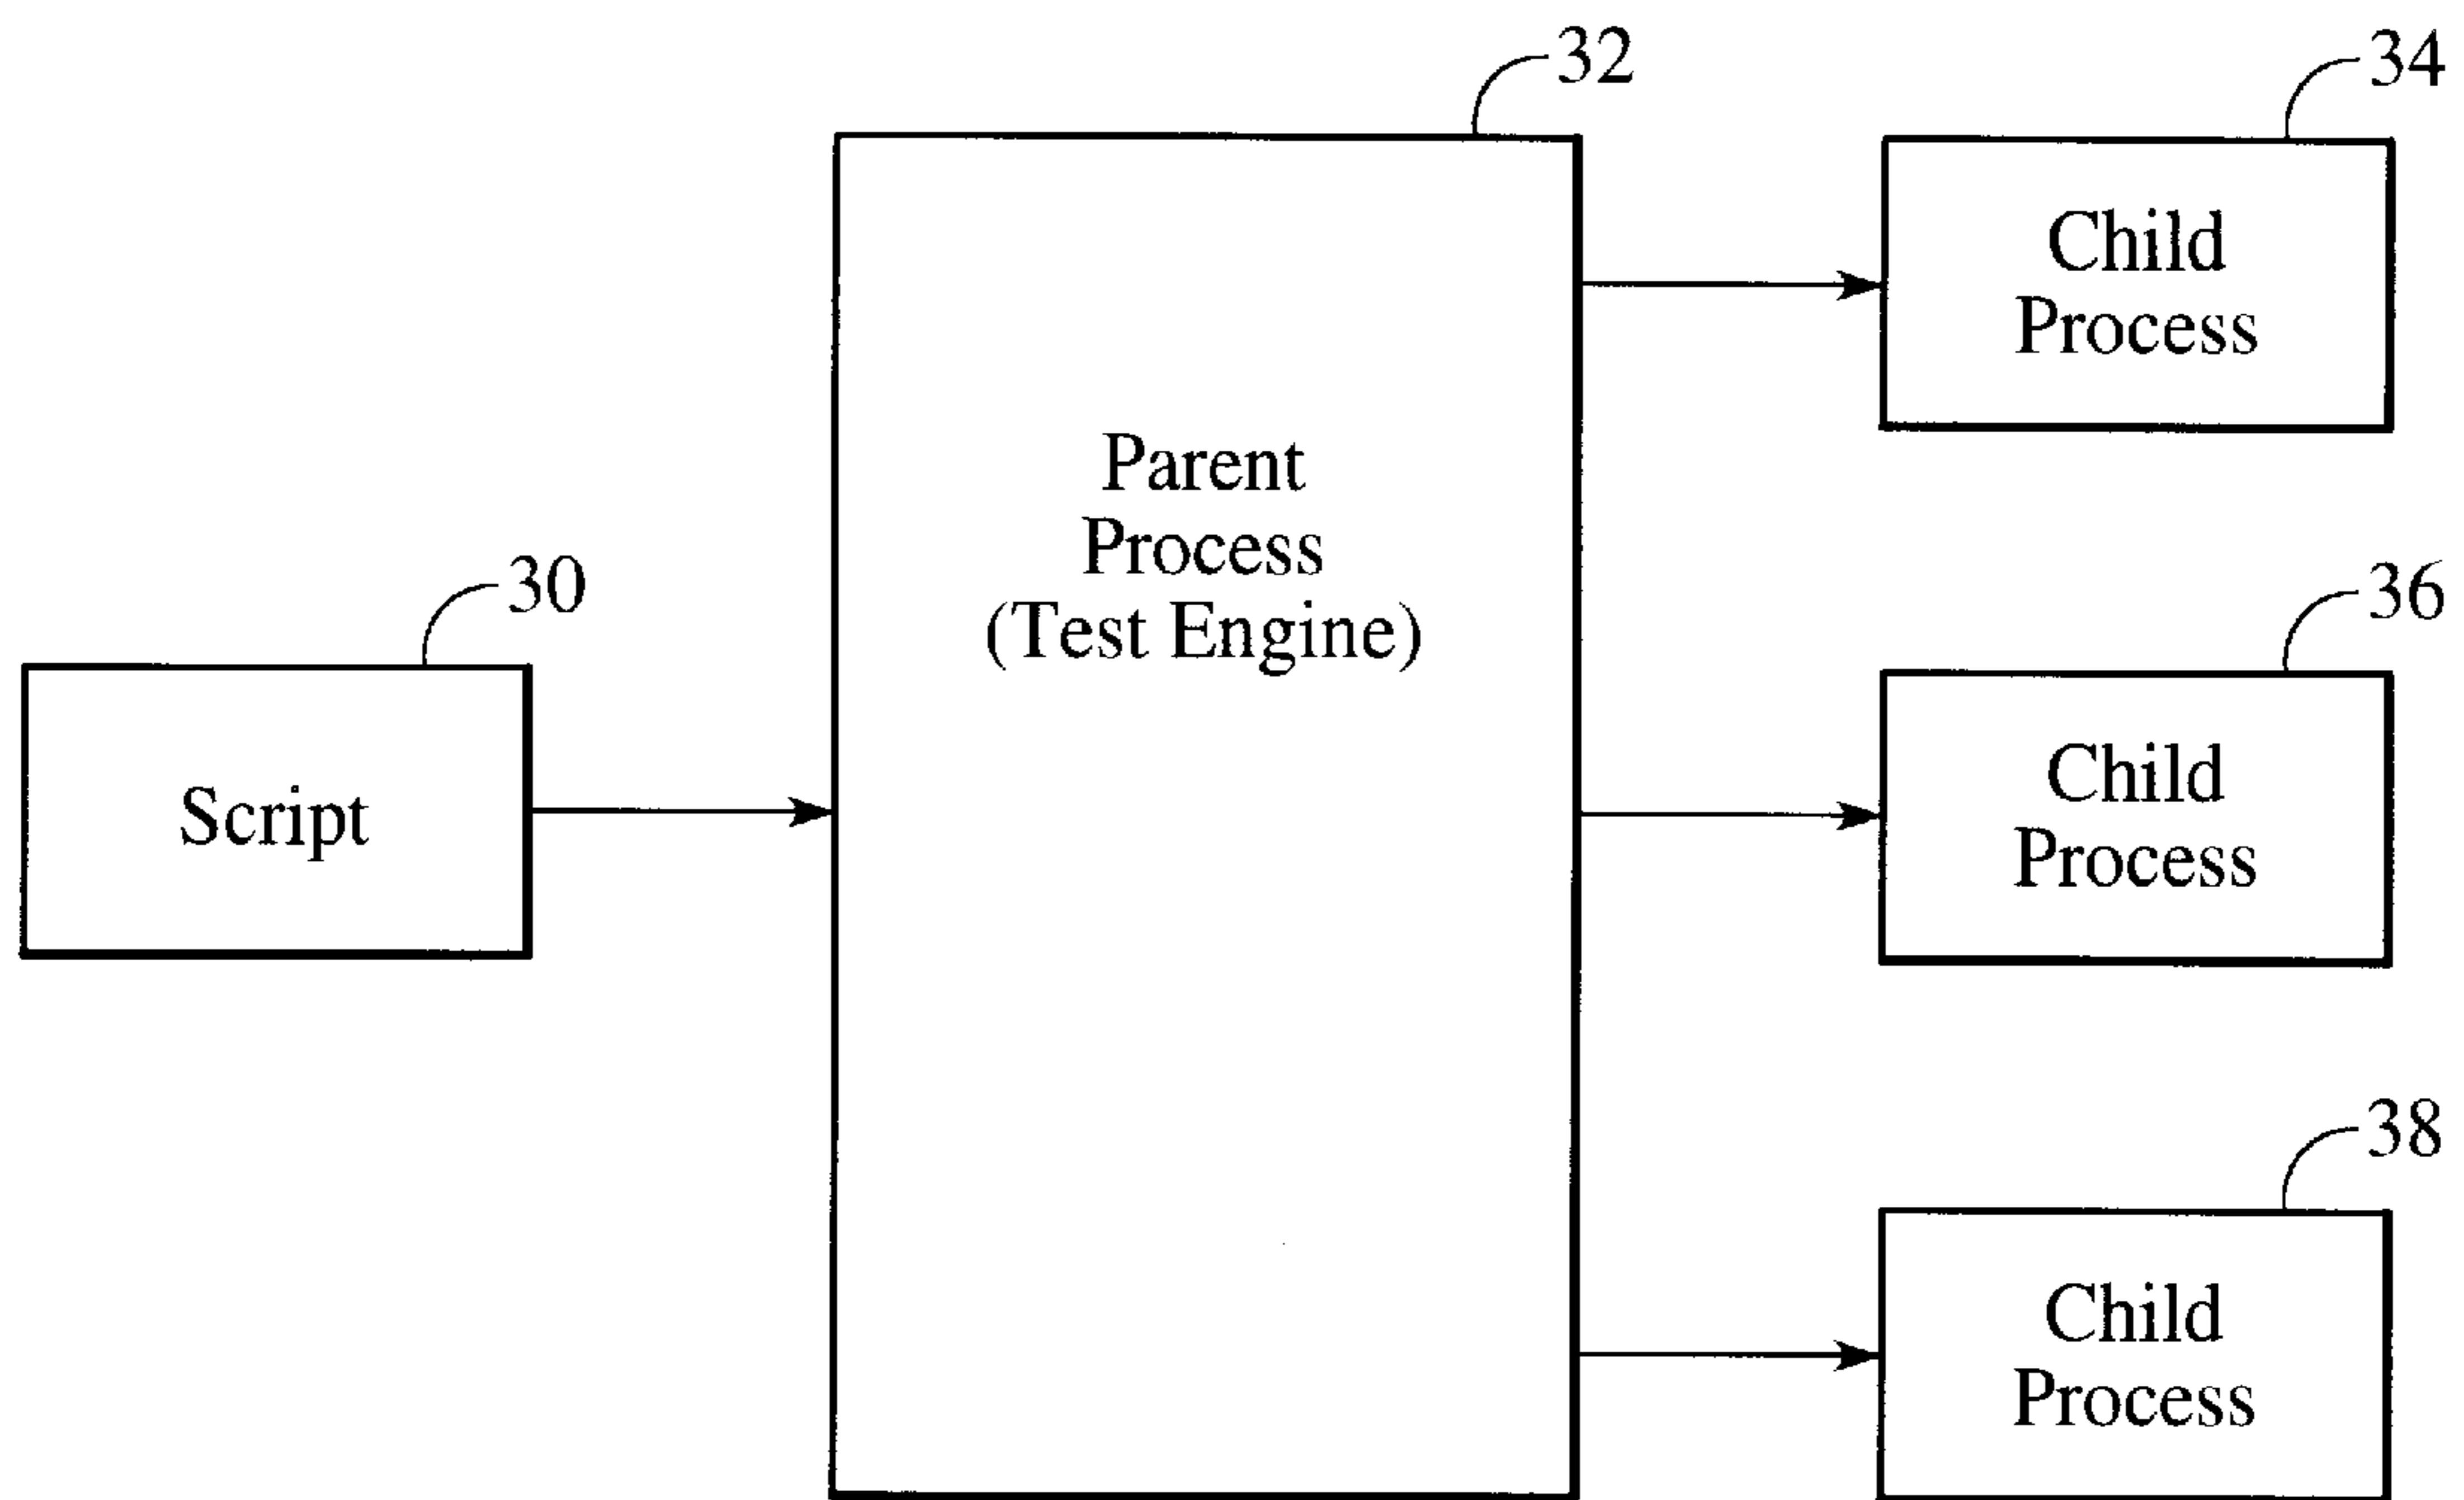 32
34
Child
Process
Parent
Process
(Test Engine)
30
36
Script
Child
Process
38
Child
Process